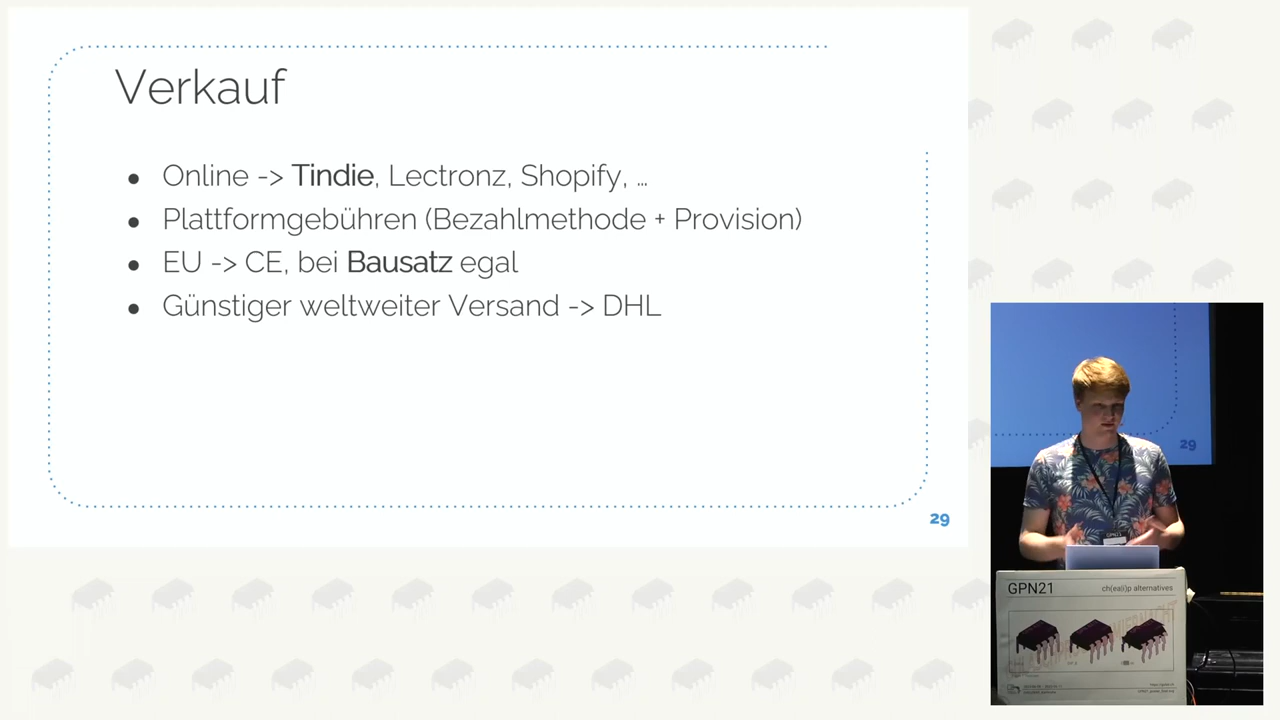 Verkauf
● Online -> Tindie, Lectronz, Shopify, ...
● Plattformgebühren (Bezahlmethode + Provision)
● EU -> CE, bei Bausatz egal
● Günstiger weltweiter Versand -> DHL
29
29
GPN21
GPN21
ch(ea(i)p alternatives